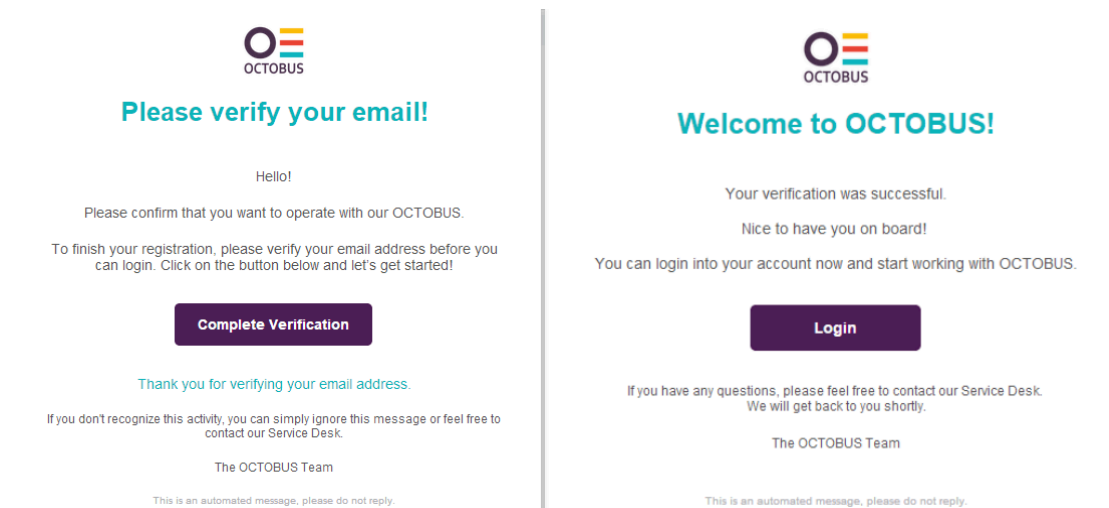 OCTOBUS
Please verify your email!
Hello!
Please confirm that you want to operate with our OCTOBUS.
To finish your registration, please verify your email address before you
can login. Click on the button below and let's get started!
Complete Verification
Thank you for verifying your email address.
If you don't recognize this activity, you can simply ignore this message or feel free to
contact our Service Desk.
The OCTOBUS Team
This is an automated message, please do not reply.
OCTOBUS
Welcome to OCTOBUS!
Your verification was successful.
Nice to have you on board!
You can login into your account now and start working with OCTOBUS.
Login
If you have any questions, please feel free to contact our Service Desk.
We will get back to you shortly.
The OCTOBUS Team
This is an automated message, please do not reply.